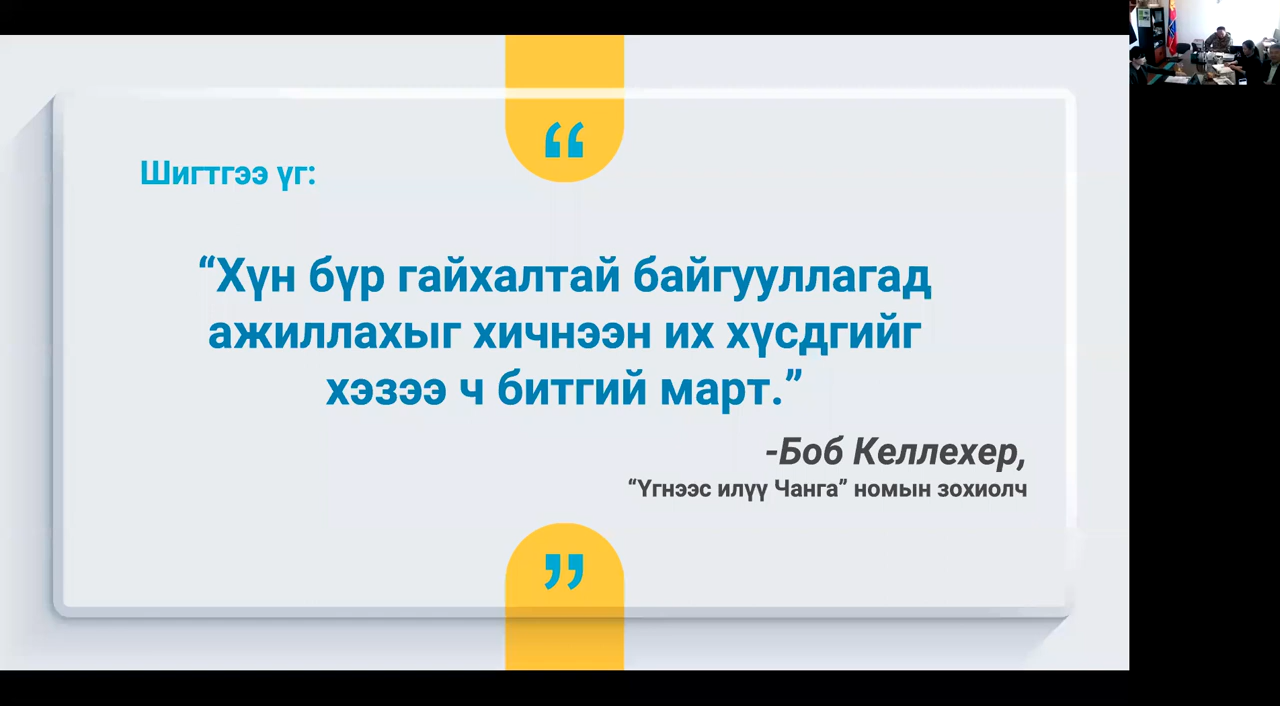 Шигтгээ үг:
“Хүн бүр гайхалтай байгууллагад
ажиллахыг хичнээн их хүсдгийг
хэзээ ч битгий март.”
-Боб Келлехер,
“Үгнээс илүү Чанга” номын зохиолч